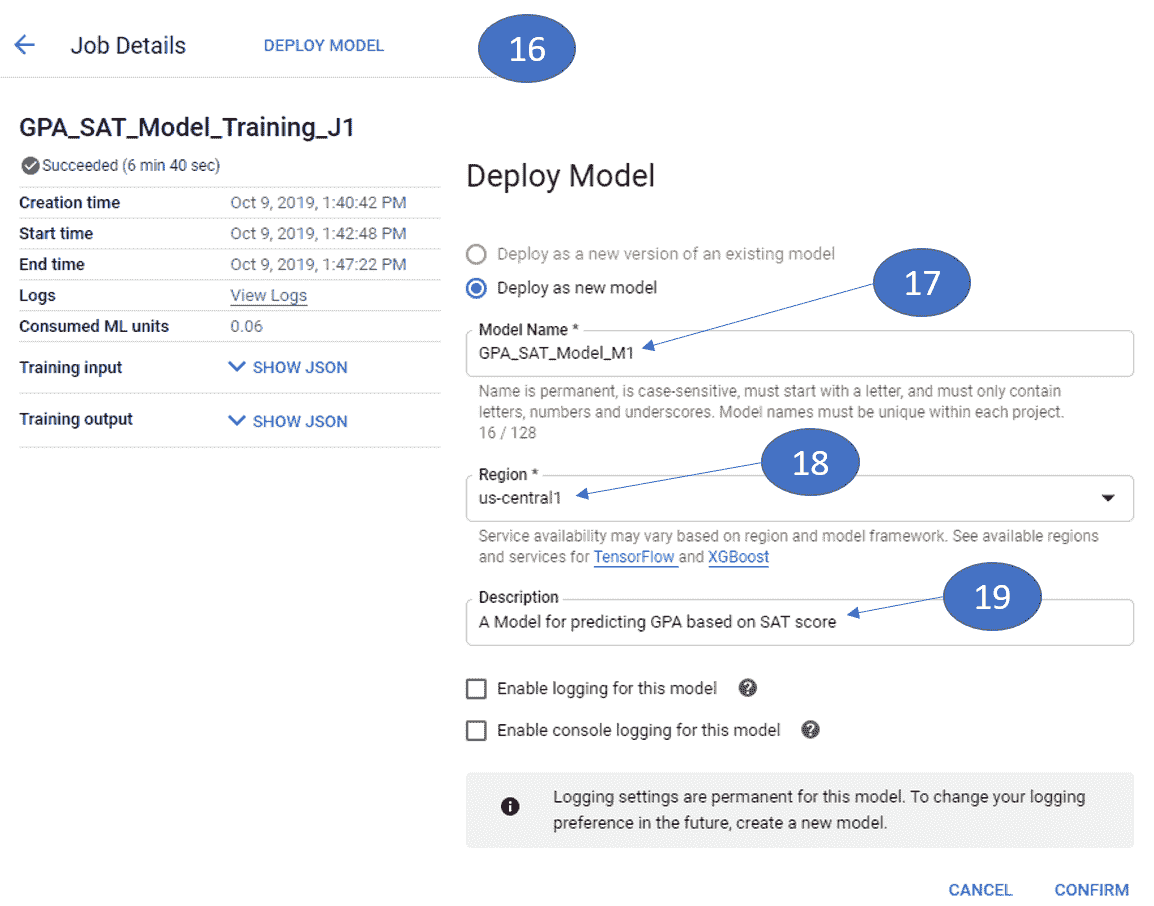 Job Details DEPLOY MODEL 16
GPA_SAT_Model_Training_J1
Succeeded (6 min 40 sec)
Creation time Oct 9, 2019, 1:40:42 PM
Start time Oct 9, 2019, 1:42:48 PM
End time Oct 9, 2019, 1:47:22 PM
Logs View Logs
Consumed ML units 0.06
Training input SHOW JSON
Training output SHOW JSON
Deploy Model
Deploy as a new version of an existing model
Deploy as new model
17
Model Name *
GPA_SAT_Model_M1
Name is permanent, is case-sensitive, must start with a letter, and must only contain
letters, numbers and underscores. Model names must be unique within each project.
16 / 128
18
Region *
us-central1
Service availability may vary based on region and model framework. See available regions
and services for TensorFlow and XGBoost
19
Description
A Model for predicting GPA based on SAT score
Enable logging for this model ?
Enable console logging for this model ?
Logging settings are permanent for this model. To change your logging
preference in the future, create a new model.
CANCEL CONFIRM